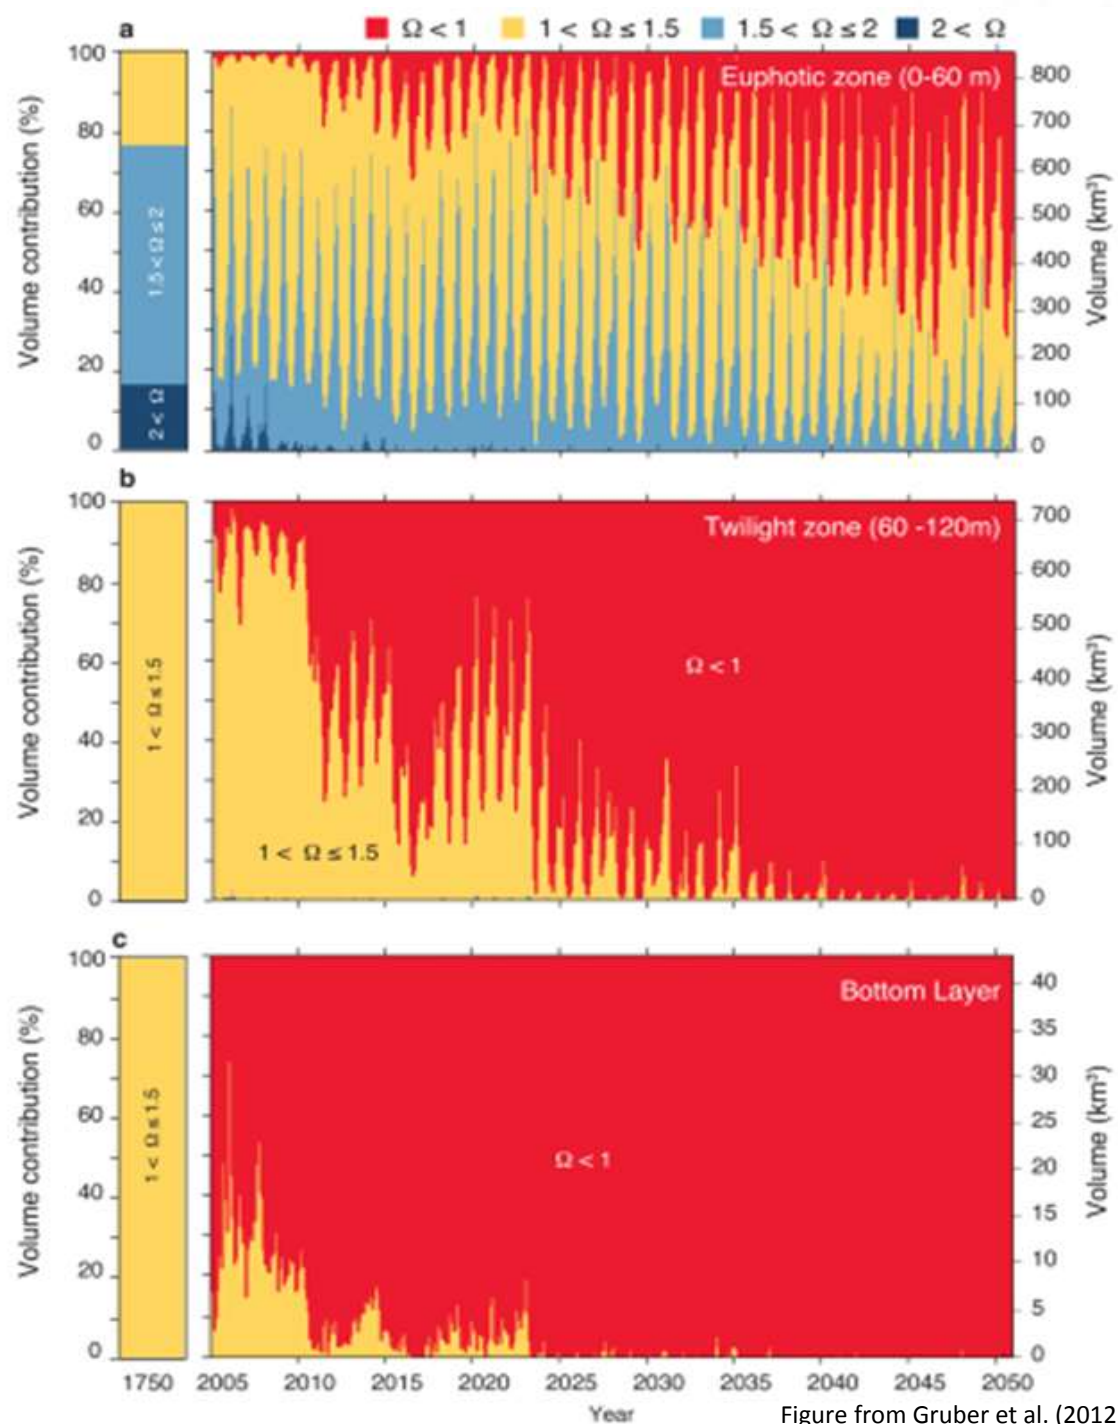 a
Ω < 1 1 < Ω ≤ 1.5 1.5 < Ω ≤ 2 2 < Ω
Volume contribution (%)
100
80
60
40
20
0
1.5 < Ω ≤ 2
2 < Ω
Euphotic zone (0-60 m)
800
700
600
500
400
300
200
100
0
Volume (km³)
b
Volume contribution (%)
100
80
60
40
20
0
1 < Ω ≤ 1.5
Twilight zone (60 -120m)
Ω < 1
1 < Ω ≤ 1.5
700
600
500
400
300
200
100
0
Volume (km³)
c
Volume contribution (%)
100
80
60
40
20
0
1 < Ω ≤ 1.5
Bottom Layer
Ω < 1
40
35
30
25
20
15
10
5
0
Volume (km³)
1750 2005 2010 2015 2020 2025 2030 2035 2040 2045 2050
Year
Figure from Gruber et al. (2012